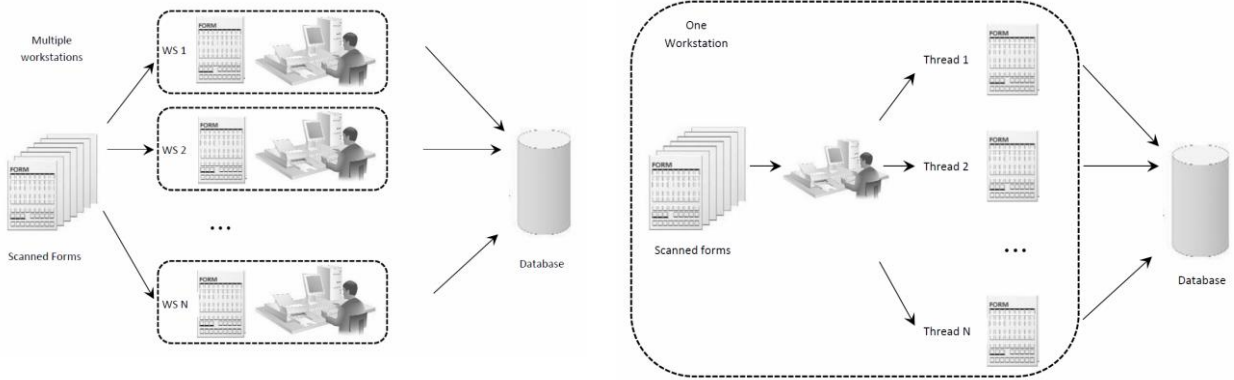 Multiple
workstations
WS 1
FORM
WS 2
FORM
FORM
Scanned Forms
...
WS N
FORM
Database
One
Workstation
Thread 1
FORM
Thread 2
FORM
FORM
Scanned forms
...
Thread N
FORM
Database